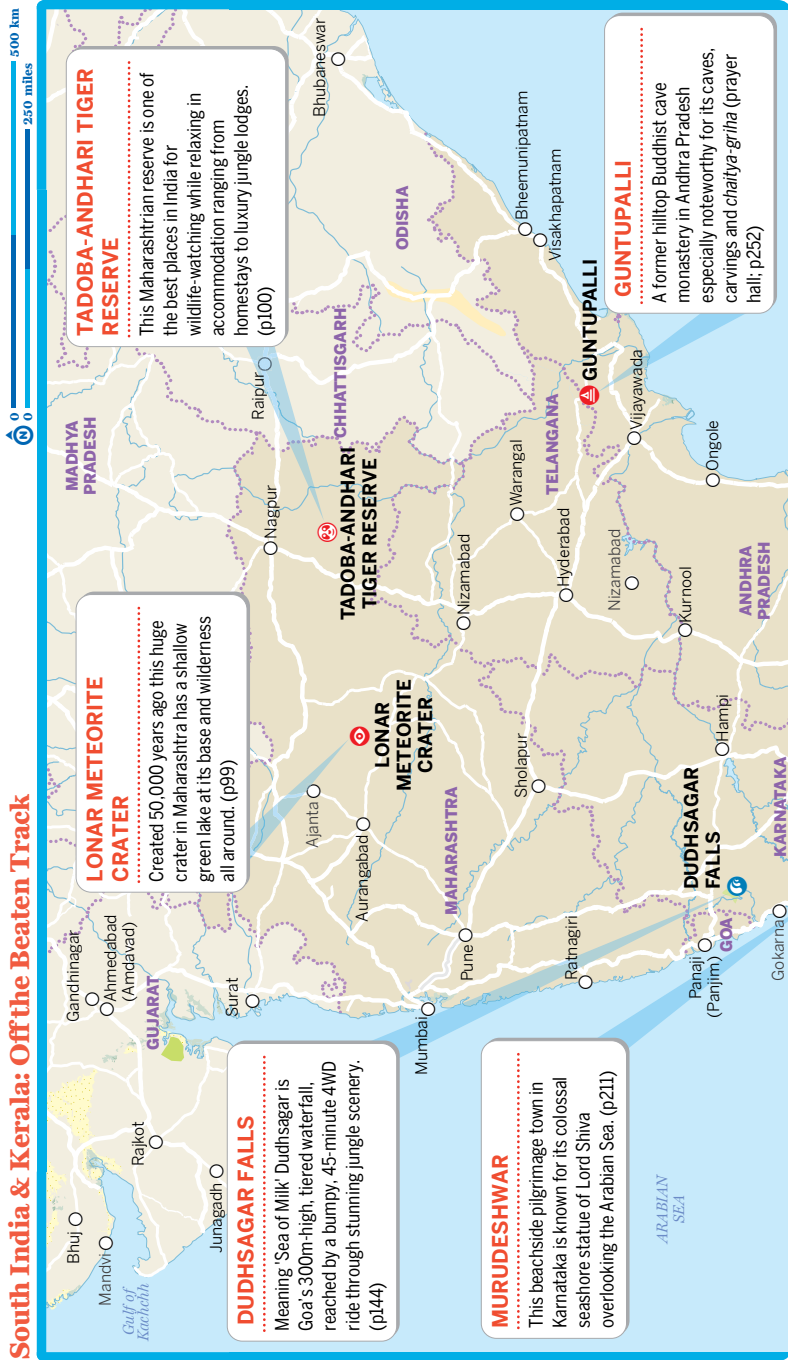 South India & Kerala: Off the Beaten Track
0
500 km
0
250 miles
N
TADOBA-ANDHARI TIGER
RESERVE
This Maharashtrian reserve is one of
the best places in India for
wildlife-watching while relaxing in
accommodation ranging from
homestays to luxury jungle lodges.
(p100)
LONAR METEORITE
CRATER
Created 50,000 years ago this huge
crater in Maharashtra has a shallow
green lake at its base and wilderness
all around. (p99)
DUDHSAGAR FALLS
Meaning 'Sea of Milk' Dudhsagar is
Goa's 300m-high, tiered waterfall,
reached by a bumpy, 45-minute 4WD
ride through stunning jungle scenery.
(p144)
MURUDESHWAR
This beachside pilgrimage town in
Karnataka is known for its colossal
seashore statue of Lord Shiva
overlooking the Arabian Sea. (p211)
GUNTUPALLI
A former hilltop Buddhist cave
monastery in Andhra Pradesh
especially noteworthy for its caves,
carvings and chaitya-griha (prayer
hall; p252)
Bhuj
Mandvi
Gulf of
Kachchh
Rajkot
Junagadh
Gandhinagar
Ahmedabad
(Amdavad)
GUJARAT
Surat
MADHYA
PRADESH
Nagpur
Raipur
CHHATTISGARH
ODISHA
Bhubaneswar
TADOBA-ANDHARI
TIGER RESERVE
Ajanta
Aurangabad
LONAR
METEORITE
CRATER
MAHARASHTRA
Mumbai
Pune
Nizamabad
Warangal
TELANGANA
Hyderabad
Nizamabad
Sholapur
Ratnagiri
Bheemunipatnam
Visakhapatnam
GUNTUPALLI
Vijayawada
Ongole
Kurnool
ANDHRA
PRADESH
Hampi
KARNATAKA
DUDHSAGAR
FALLS
GOA
Panaji
(Panjim)
Gokarna
ARABIAN
SEA